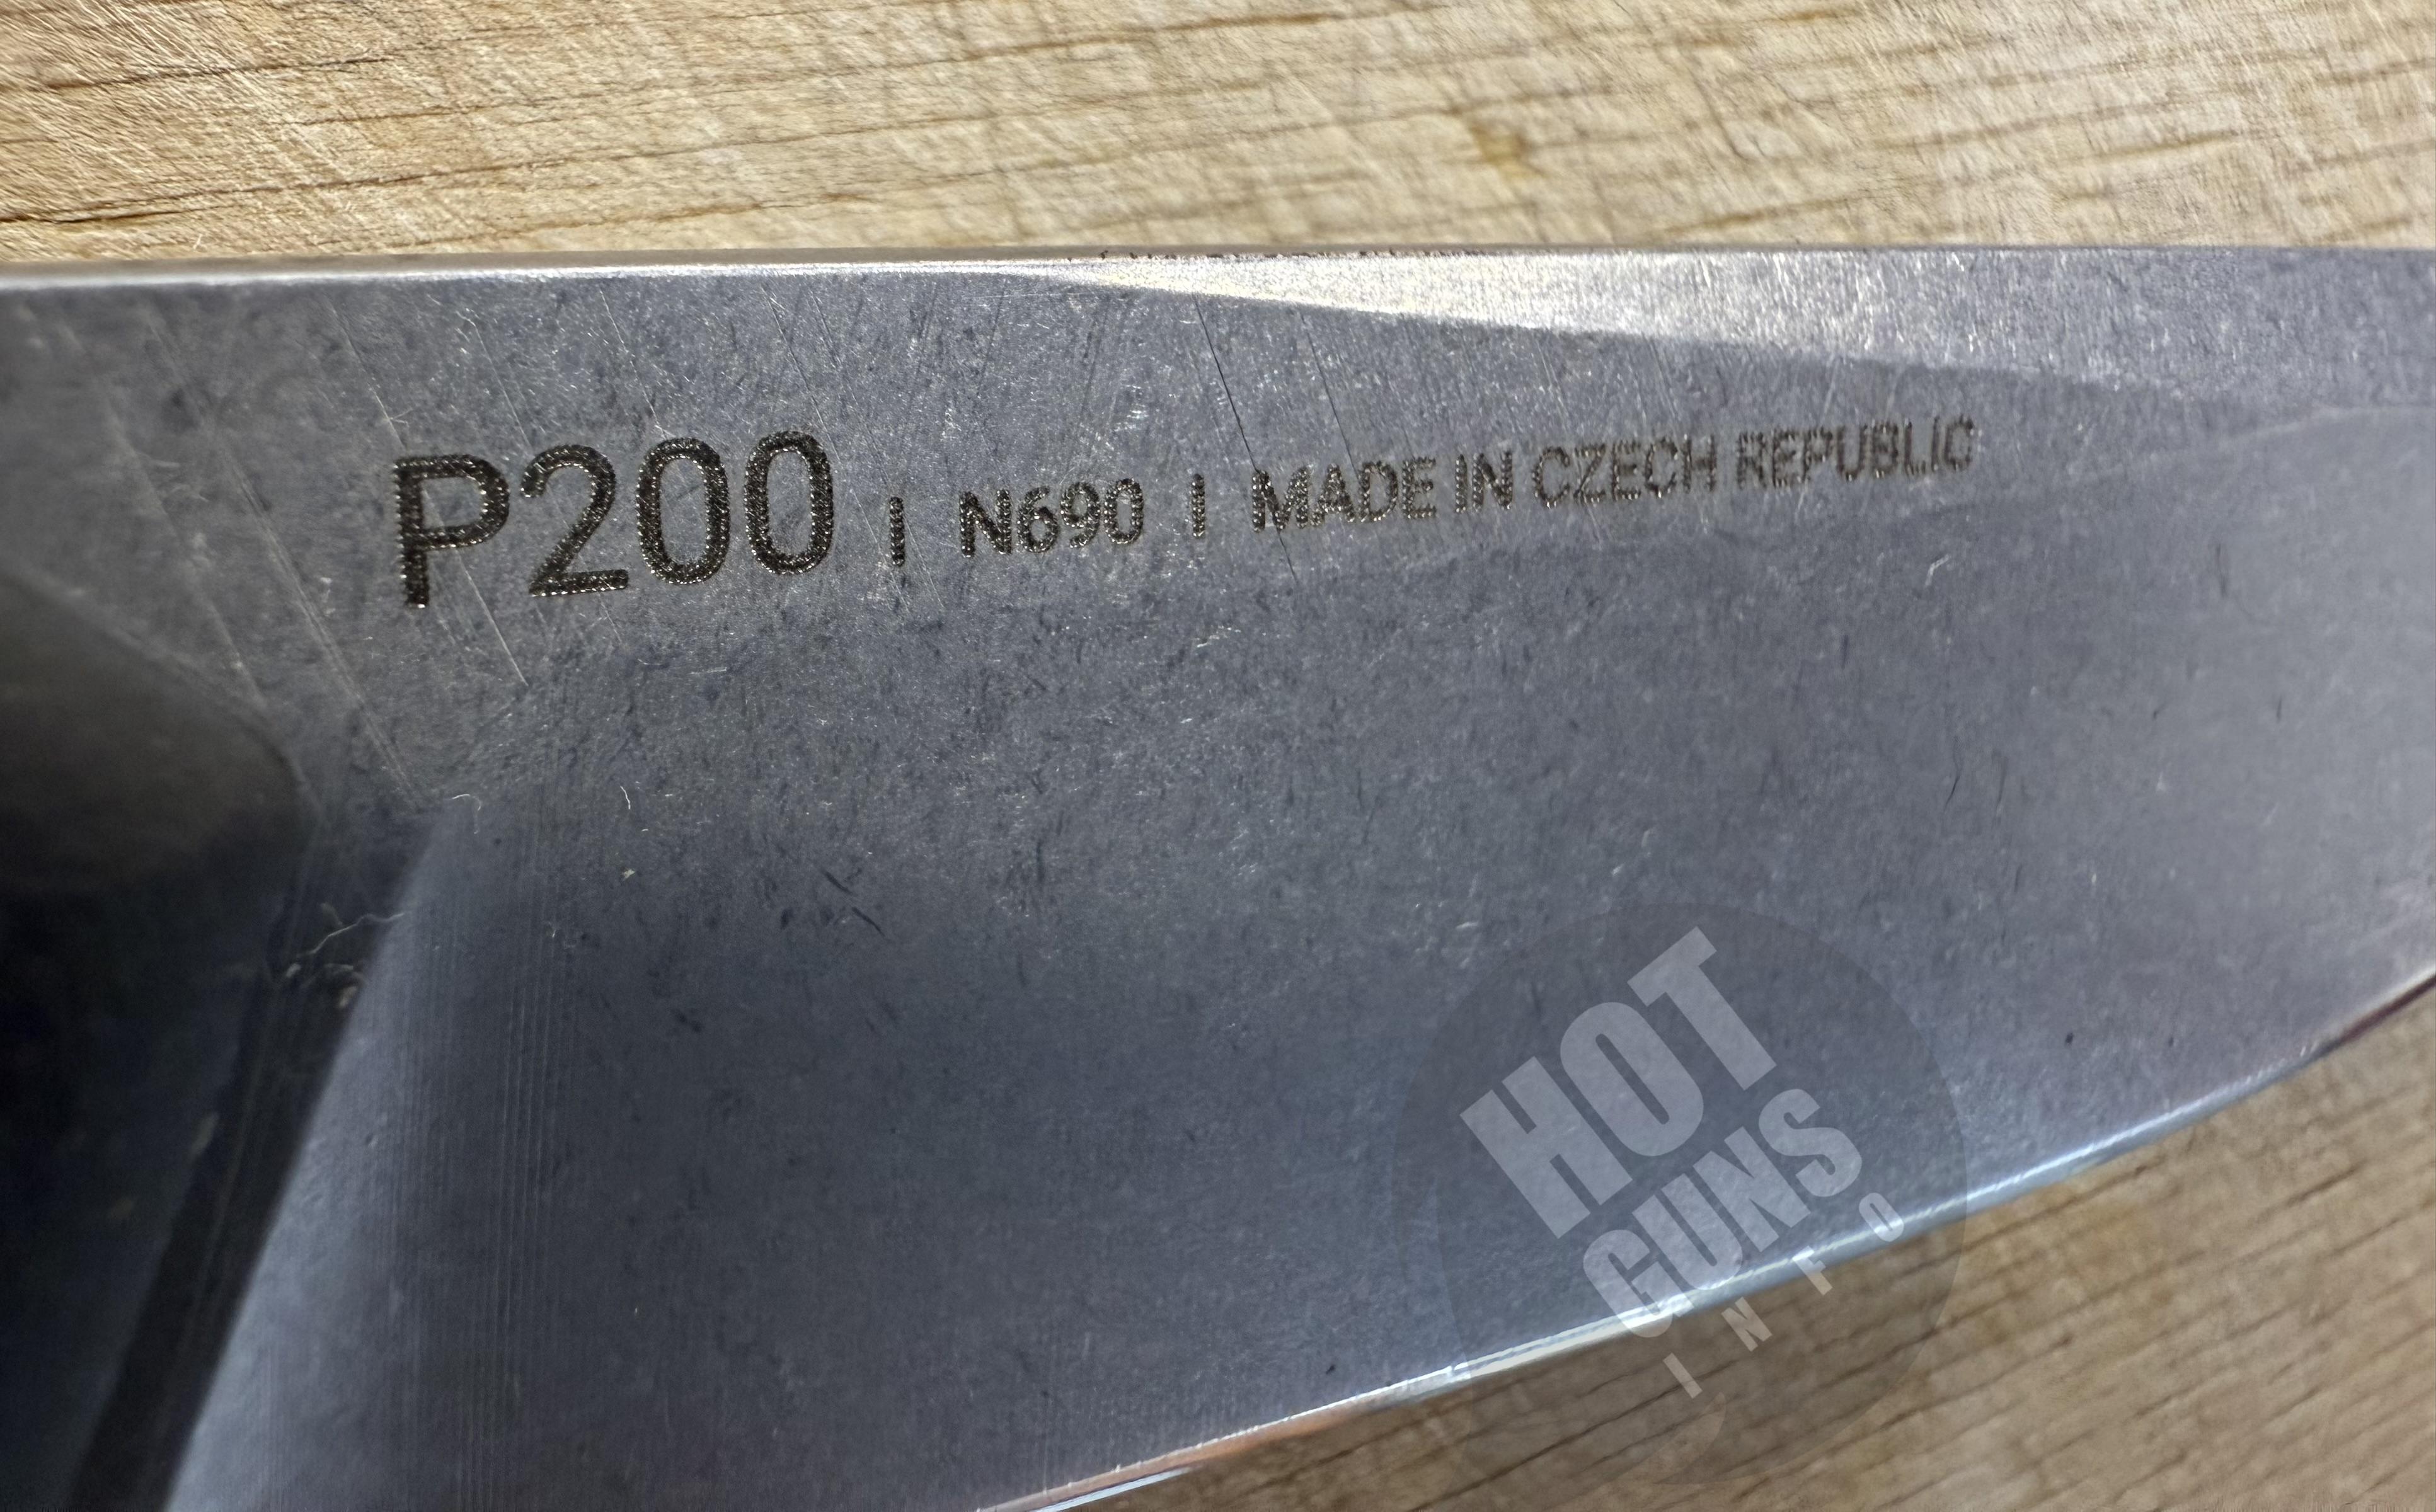 P200 | N690 | MADE IN CZECH REPUBLIC
HOT
GUNS
INFO